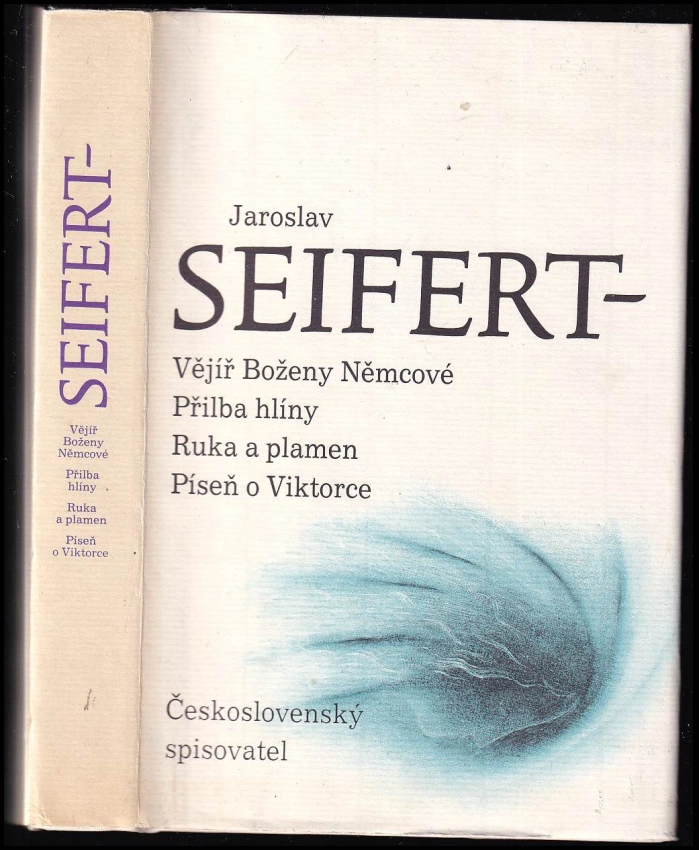 SEIFERT-
Vějíř
Boženy
Němcové
Přilba
hlíny
Ruka
a plamen
Píseň
o Viktorce
Jaroslav
SEIFERT-
Vějíř Boženy Němcové
Přilba hlíny
Ruka a plamen
Píseň o Viktorce
Československý
spisovatel